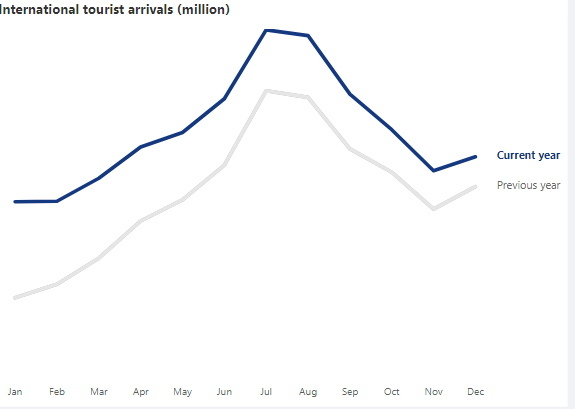 International tourist arrivals (million)
Current year
Previous year
Jan Feb Mar Apr May Jun Jul Aug Sep Oct Nov Dec